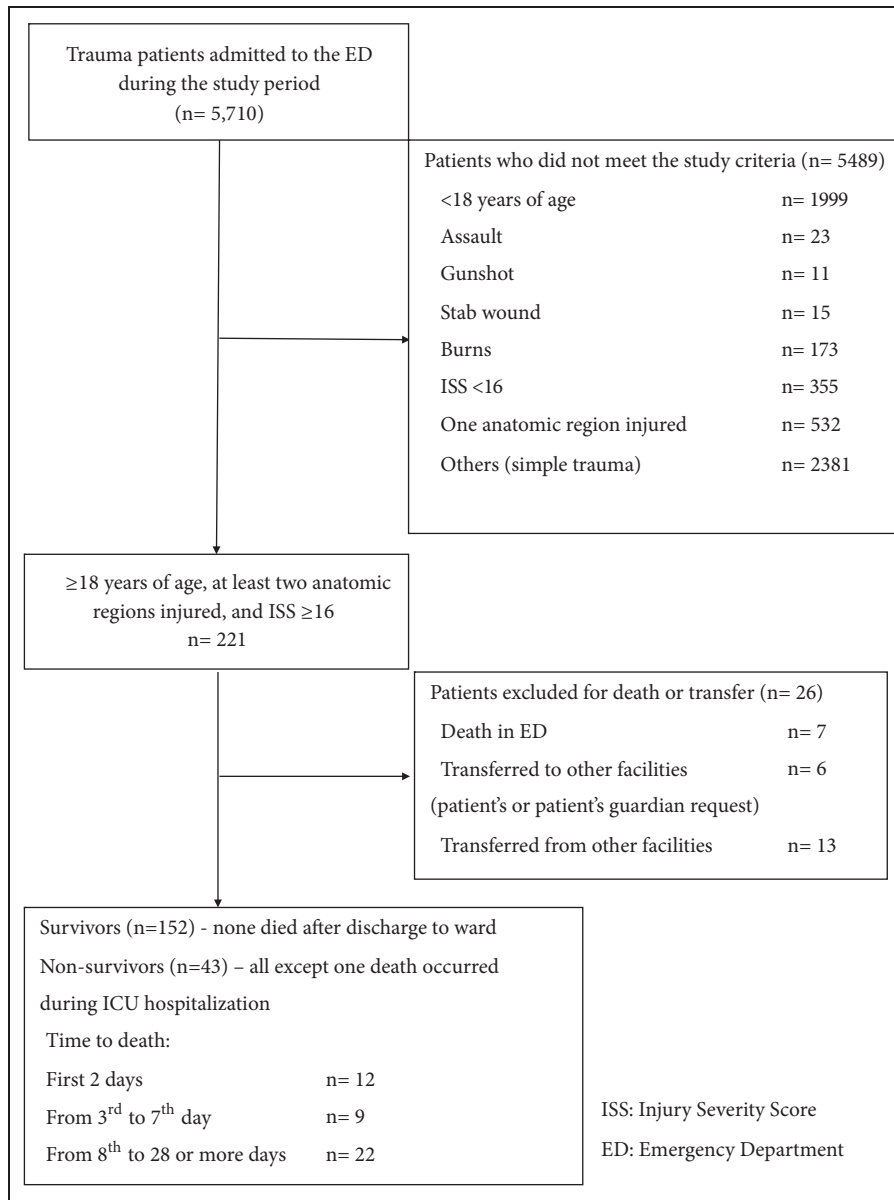 Trauma patients admitted to the ED
during the study period
(n= 5,710)
Patients who did not meet the study criteria (n= 5489)
<18 years of age n= 1999
Assault n= 23
Gunshot n= 11
Stab wound n= 15
Burns n= 173
ISS <16 n= 355
One anatomic region injured n= 532
Others (simple trauma) n= 2381
≥18 years of age, at least two anatomic
regions injured, and ISS ≥16
n= 221
Patients excluded for death or transfer (n= 26)
Death in ED n= 7
Transferred to other facilities n= 6
(patient's or patient's guardian request)
Transferred from other facilities n= 13
Survivors (n=152) - none died after discharge to ward
Non-survivors (n=43) – all except one death occurred
during ICU hospitalization
Time to death:
First 2 days n= 12
From 3rd to 7th day n= 9
From 8th to 28 or more days n= 22
ISS: Injury Severity Score
ED: Emergency Department